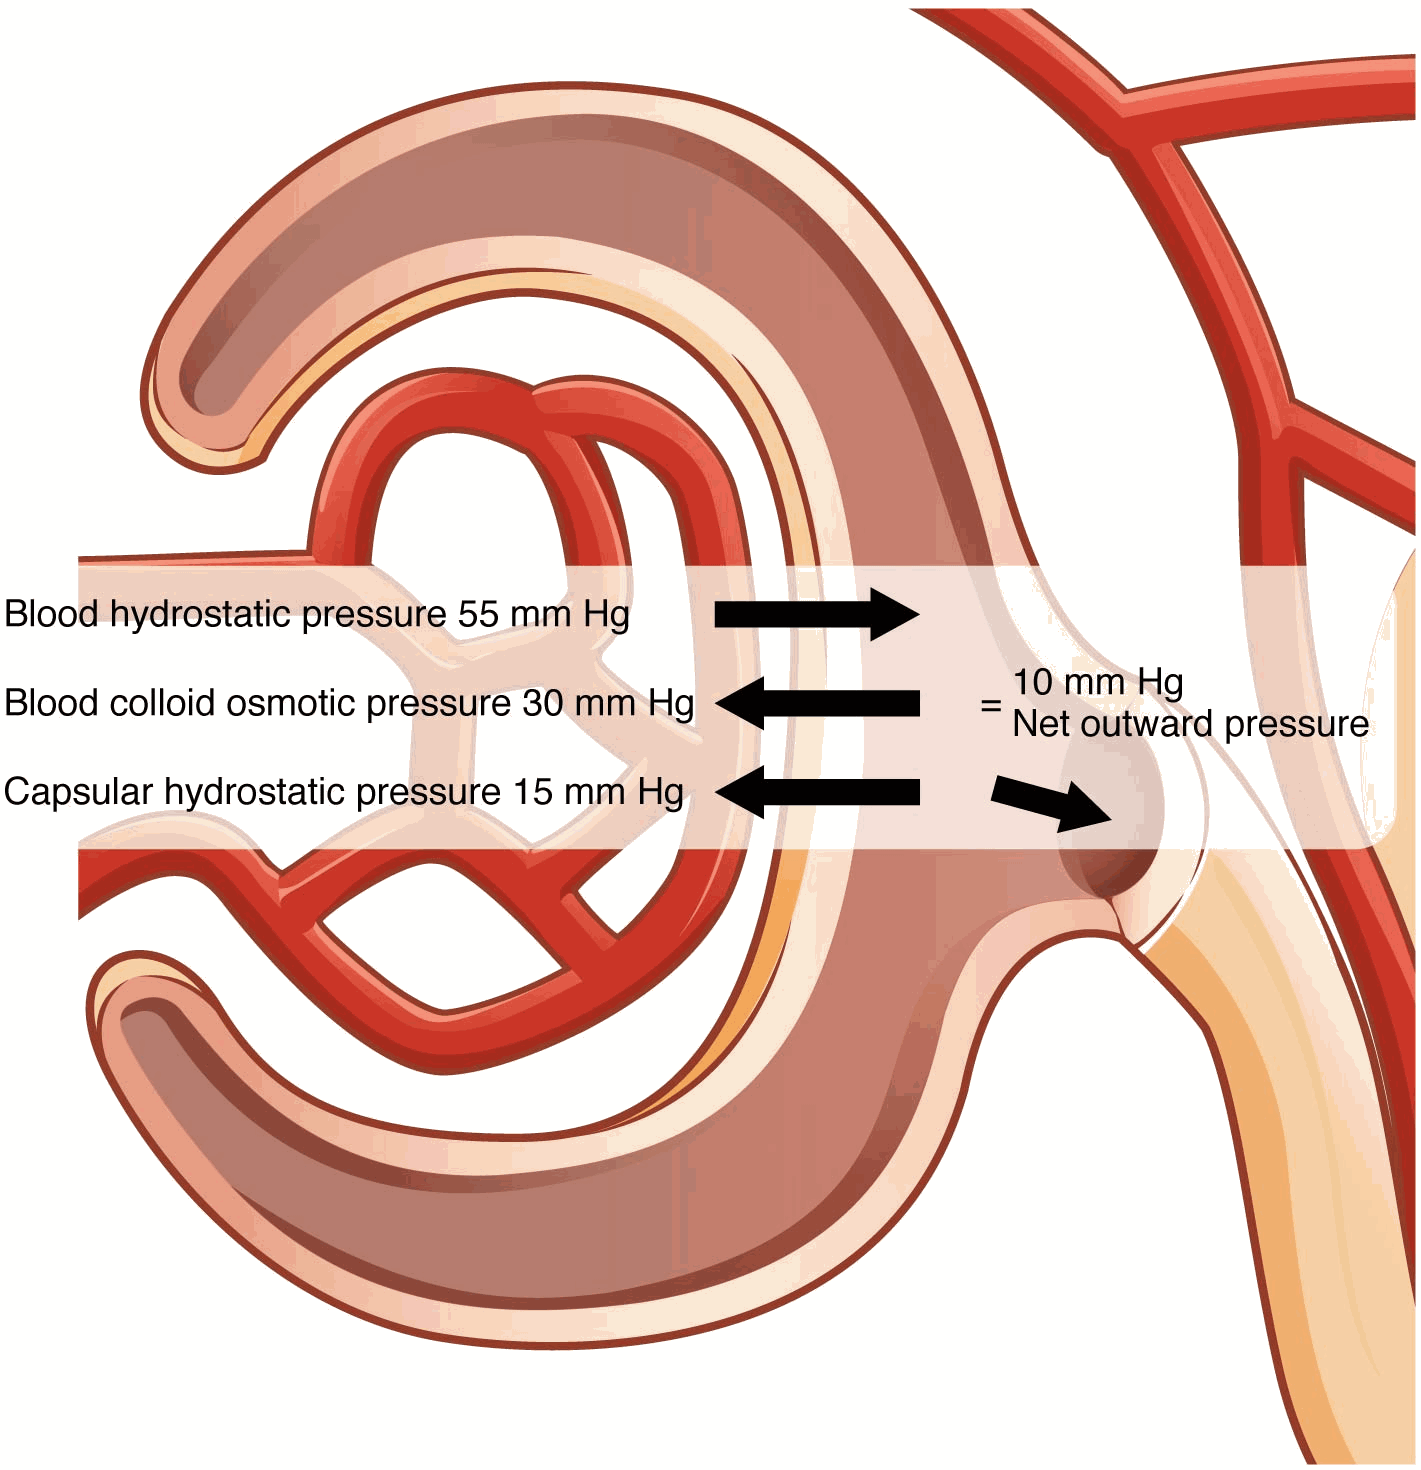 Blood hydrostatic pressure 55 mm Hg
Blood colloid osmotic pressure 30 mm Hg
Capsular hydrostatic pressure 15 mm Hg
= 10 mm Hg
Net outward pressure